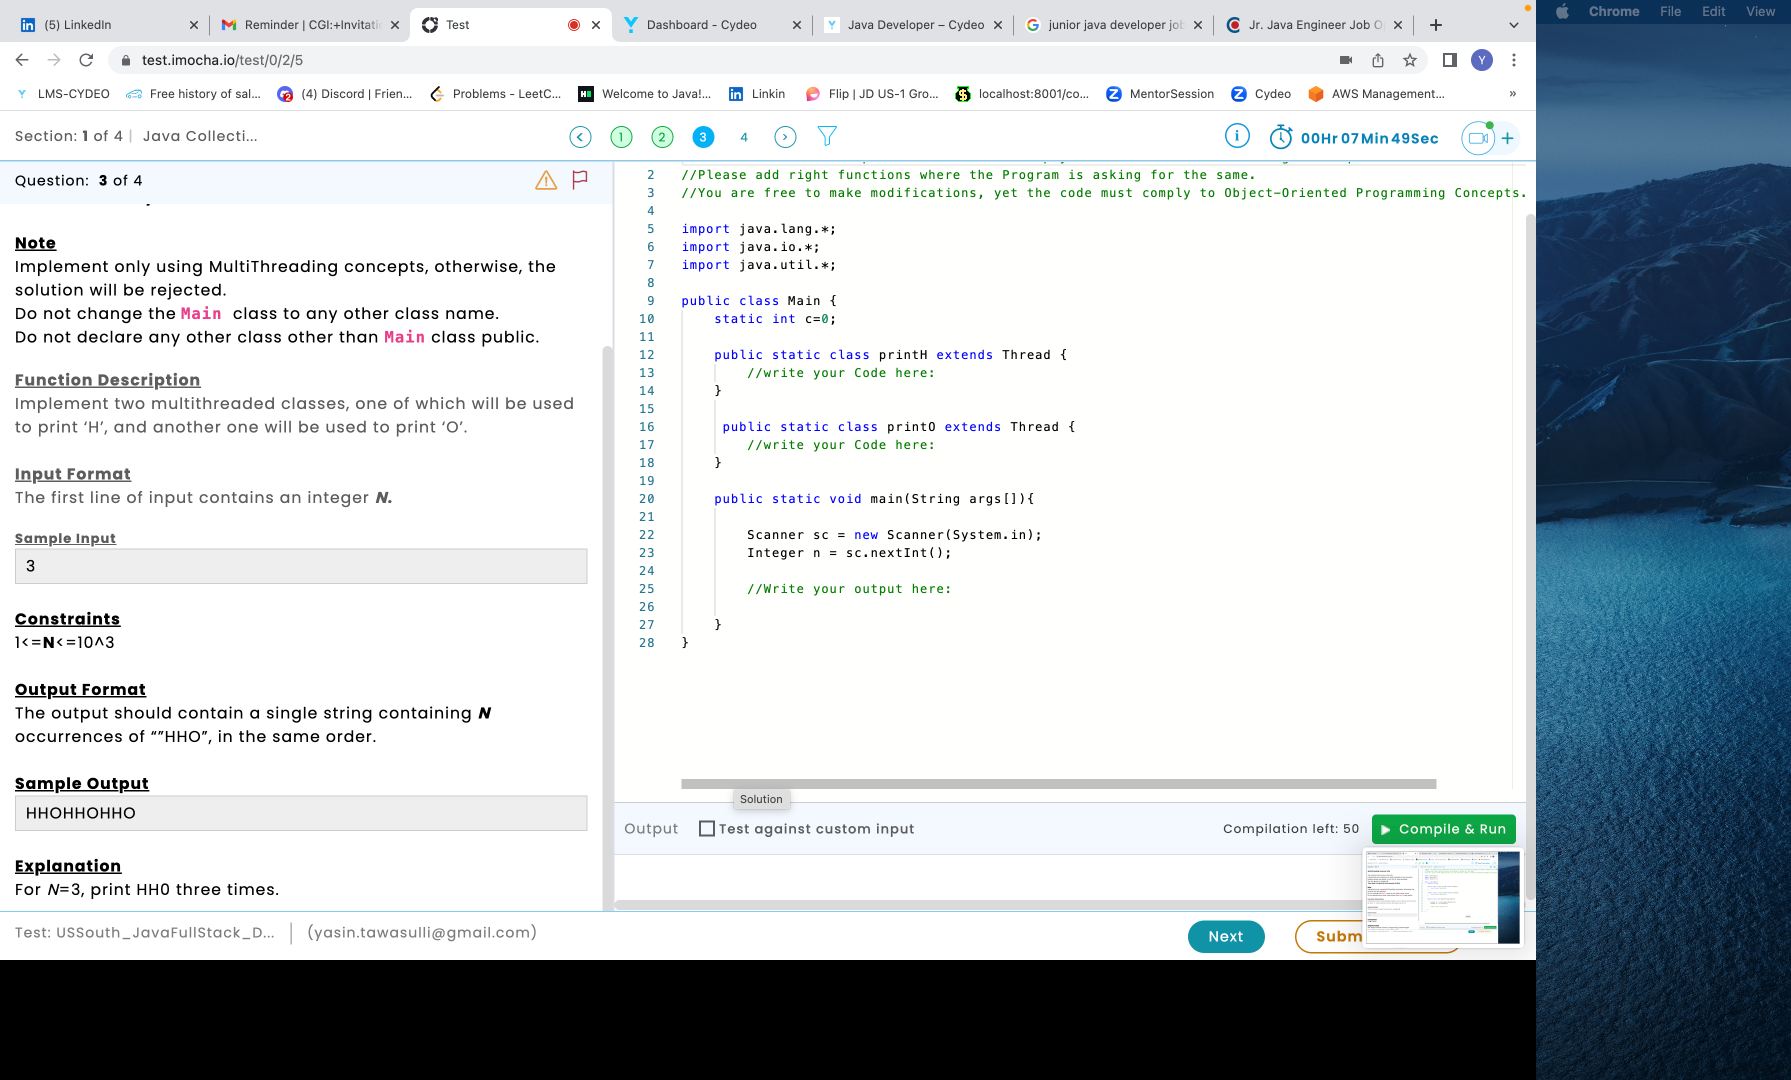 (5) LinkedIn
Reminder | CGI:+Invitati
Test
Dashboard - Cydeo
Java Developer – Cydeo
junior java developer jo
Jr. Java Engineer Job O
Chrome File Edit View
test.imocha.io/test/0/2/5
Y
LMS-CYDEO
Free history of sal...
(4) Discord | Frien...
Problems - LeetC...
Welcome to Java!...
Linkin
Flip | JD US-1 Gro...
localhost:8001/co...
MentorSession
Cydeo
AWS Management...
»
Section: 1 of 4 | Java Collecti...
1 2 3 4
00Hr 07Min 49Sec
Question: 3 of 4
Note
Implement only using MultiThreading concepts, otherwise, the
solution will be rejected.
Do not change the Main class to any other class name.
Do not declare any other class other than Main class public.
Function Description
Implement two multithreaded classes, one of which will be used
to print ‘H’, and another one will be used to print ‘O’.
Input Format
The first line of input contains an integer N.
Sample Input
3
Constraints
1<=N<=10^3
Output Format
The output should contain a single string containing N
occurrences of “”HHO”, in the same order.
Sample Output
HHOHHOHHO
Explanation
For N=3, print HH0 three times.
2 //Please add right functions where the Program is asking for the same.
3 //You are free to make modifications, yet the code must comply to Object-Oriented Programming Concepts.
4
5 import java.lang.*;
6 import java.io.*;
7 import java.util.*;
8
9 public class Main {
10 static int c=0;
11
12 public static class printH extends Thread {
13 //write your Code here:
14 }
15
16 public static class printO extends Thread {
17 //write your Code here:
18 }
19
20 public static void main(String args[]){
21
22 Scanner sc = new Scanner(System.in);
23 Integer n = sc.nextInt();
24
25 //Write your output here:
26
27 }
28 }
Solution
Output
Test against custom input
Compilation left: 50
Compile & Run
Test: USSouth_JavaFullStack_D... | (yasin.tawasulli@gmail.com)
Next
Subm